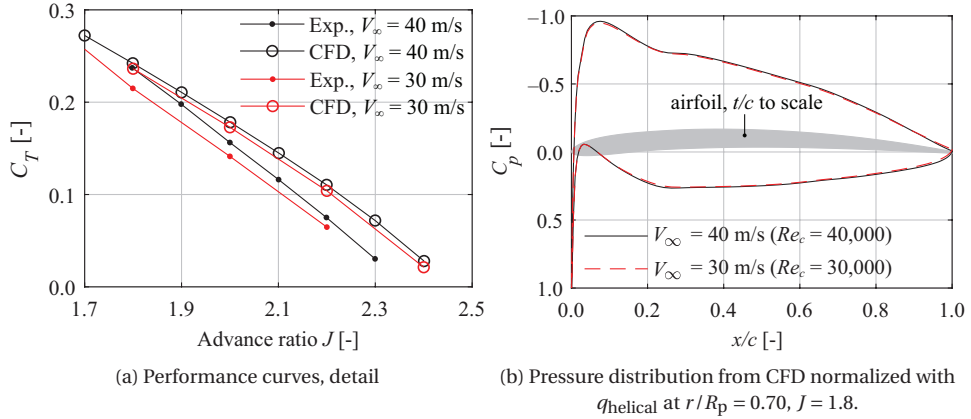 0.3
0.2
0.1
0.0
1.7
1.9
2.1
2.3
2.5
C_T [-]
Advance ratio J [-]
Exp., V∞ = 40 m/s
CFD, V∞ = 40 m/s
Exp., V∞ = 30 m/s
CFD, V∞ = 30 m/s
(a) Performance curves, detail
−1.0
−0.5
0.0
0.5
1.0
0.0
0.2
0.4
0.6
0.8
1.0
C_p [-]
x/c [-]
airfoil, t/c to scale
V∞ = 40 m/s (Re_c = 40,000)
V∞ = 30 m/s (Re_c = 30,000)
(b) Pressure distribution from CFD normalized with
q_helical at r/R_p = 0.70, J = 1.8.